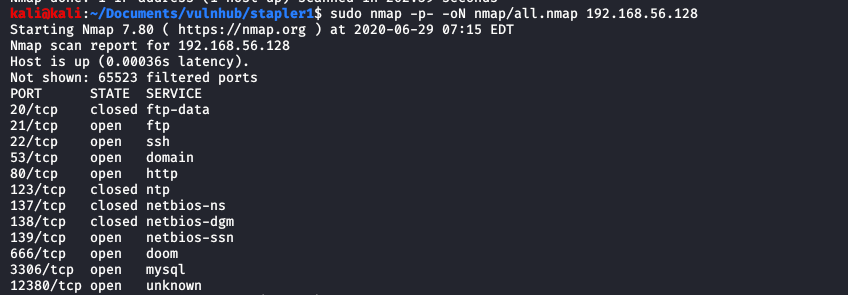 Nmap done: 1 IP address (1 host up) scanned in 262.89 seconds
kali@kali:~/Documents/vulnhub/stapler1$ sudo nmap -p- -oN nmap/all.nmap 192.168.56.128
Starting Nmap 7.80 ( https://nmap.org ) at 2020-06-29 07:15 EDT
Nmap scan report for 192.168.56.128
Host is up (0.00036s latency).
Not shown: 65523 filtered ports
PORT STATE SERVICE
20/tcp closed ftp-data
21/tcp open ftp
22/tcp open ssh
53/tcp open domain
80/tcp open http
123/tcp closed ntp
137/tcp closed netbios-ns
138/tcp closed netbios-dgm
139/tcp open netbios-ssn
666/tcp open doom
3306/tcp open mysql
12380/tcp open unknown